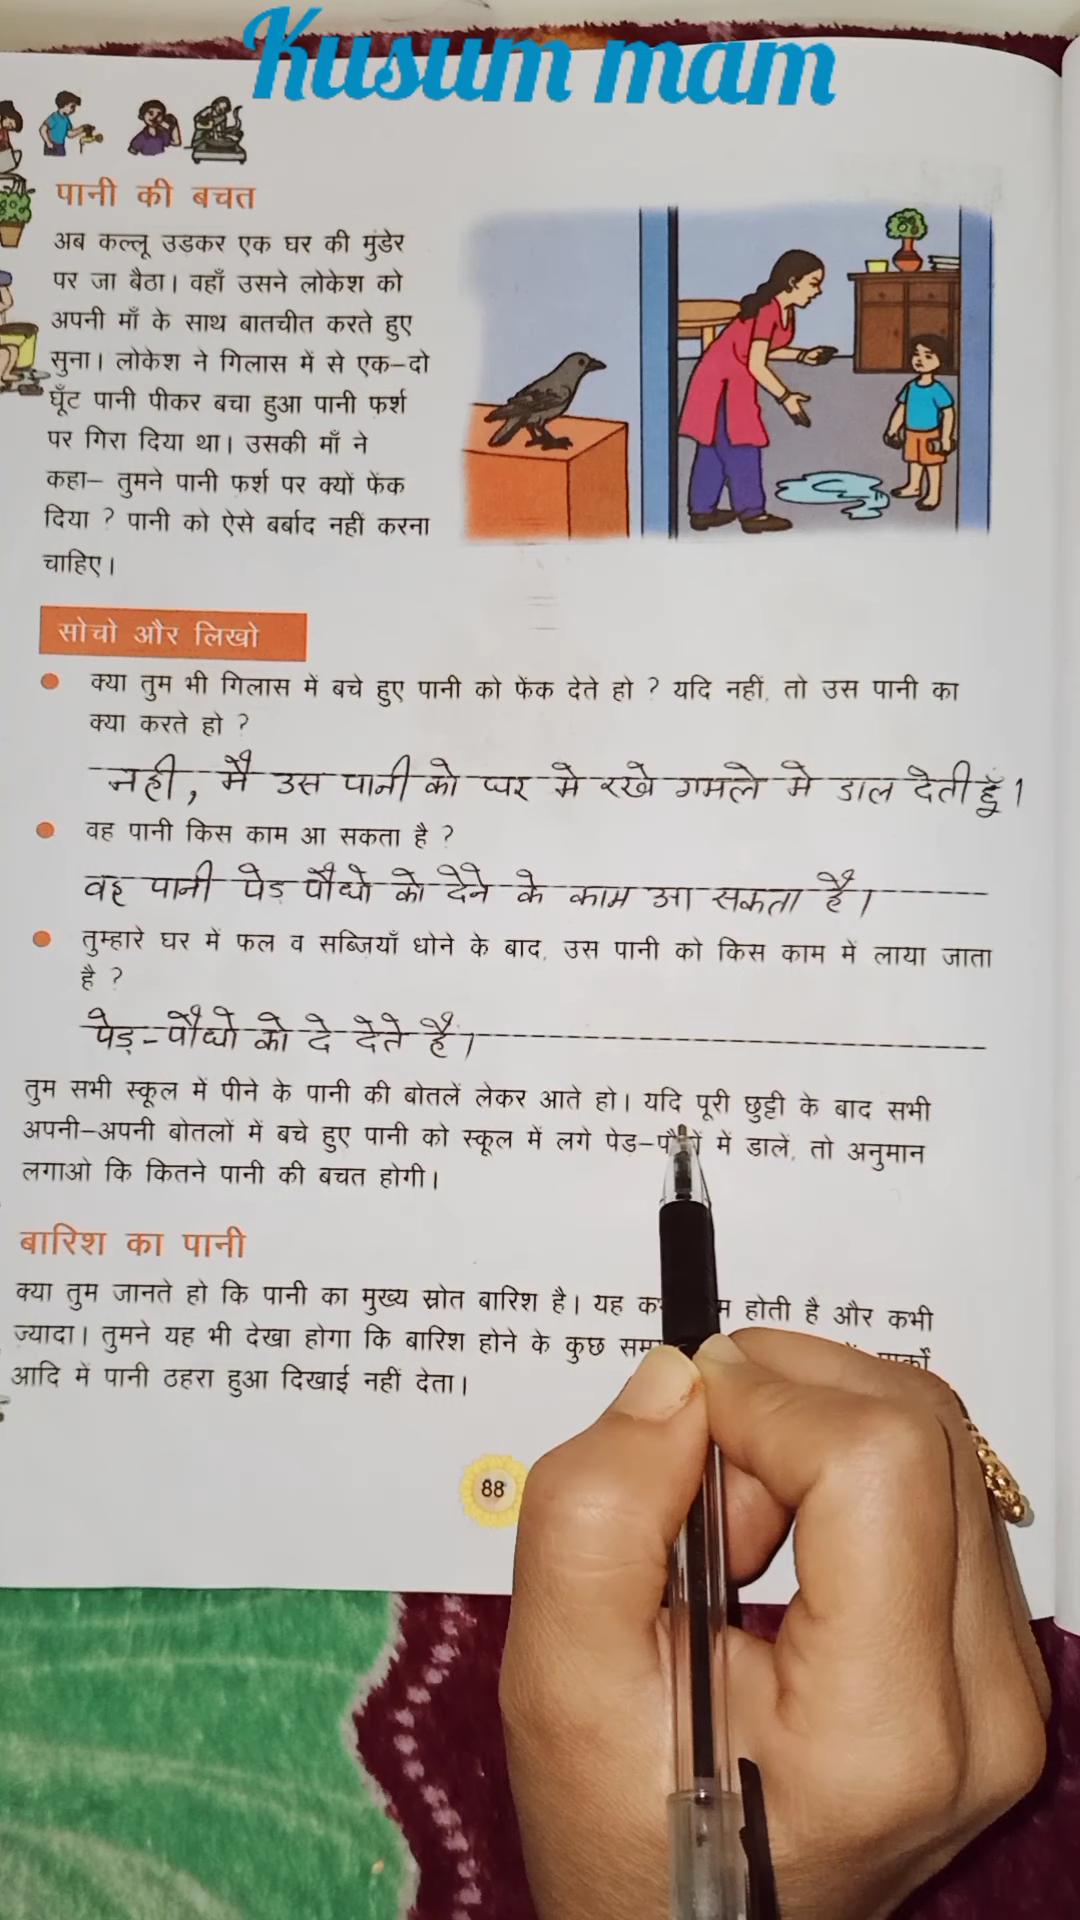 Kusum mam
पानी की बचत
अब कल्लू उड़कर एक घर की मुंडेर
पर जा बैठा। वहाँ उसने लोकेश को
अपनी माँ के साथ बातचीत करते हुए
सुना। लोकेश ने गिलास में से एक–दो
घूँट पानी पीकर बचा हुआ पानी फ़र्श
पर गिरा दिया था। उसकी माँ ने
कहा– तुमने पानी फ़र्श पर क्यों फेंक
दिया ? पानी को ऐसे बर्बाद नहीं करना
चाहिए।
सोचो और लिखो
क्या तुम भी गिलास में बचे हुए पानी को फेंक देते हो ? यदि नहीं, तो उस पानी का
क्या करते हो ?
नही, मै उस पानी को घर मे रखे गमले मे डाल देती हूँ।
वह पानी किस काम आ सकता है ?
वह पानी पेड़ पौधो को देने के काम आ सकता है।
तुम्हारे घर में फल व सब्ज़ियाँ धोने के बाद, उस पानी को किस काम में लाया जाता
है ?
पेड़-पौधो को दे देते है।
तुम सभी स्कूल में पीने के पानी की बोतलें लेकर आते हो। यदि पूरी छुट्टी के बाद सभी
अपनी–अपनी बोतलों में बचे हुए पानी को स्कूल में लगे में डालें, तो अनुमान
लगाओ कि कितने पानी की बचत होगी।
बारिश का पानी
क्या तुम जानते हो कि पानी का मुख्य स्रोत बारिश है। यह होती है और कभी
ज्यादा। तुमने यह भी देखा होगा कि बारिश होने के कुछ
आदि में पानी ठहरा हुआ दिखाई नहीं देता।
88